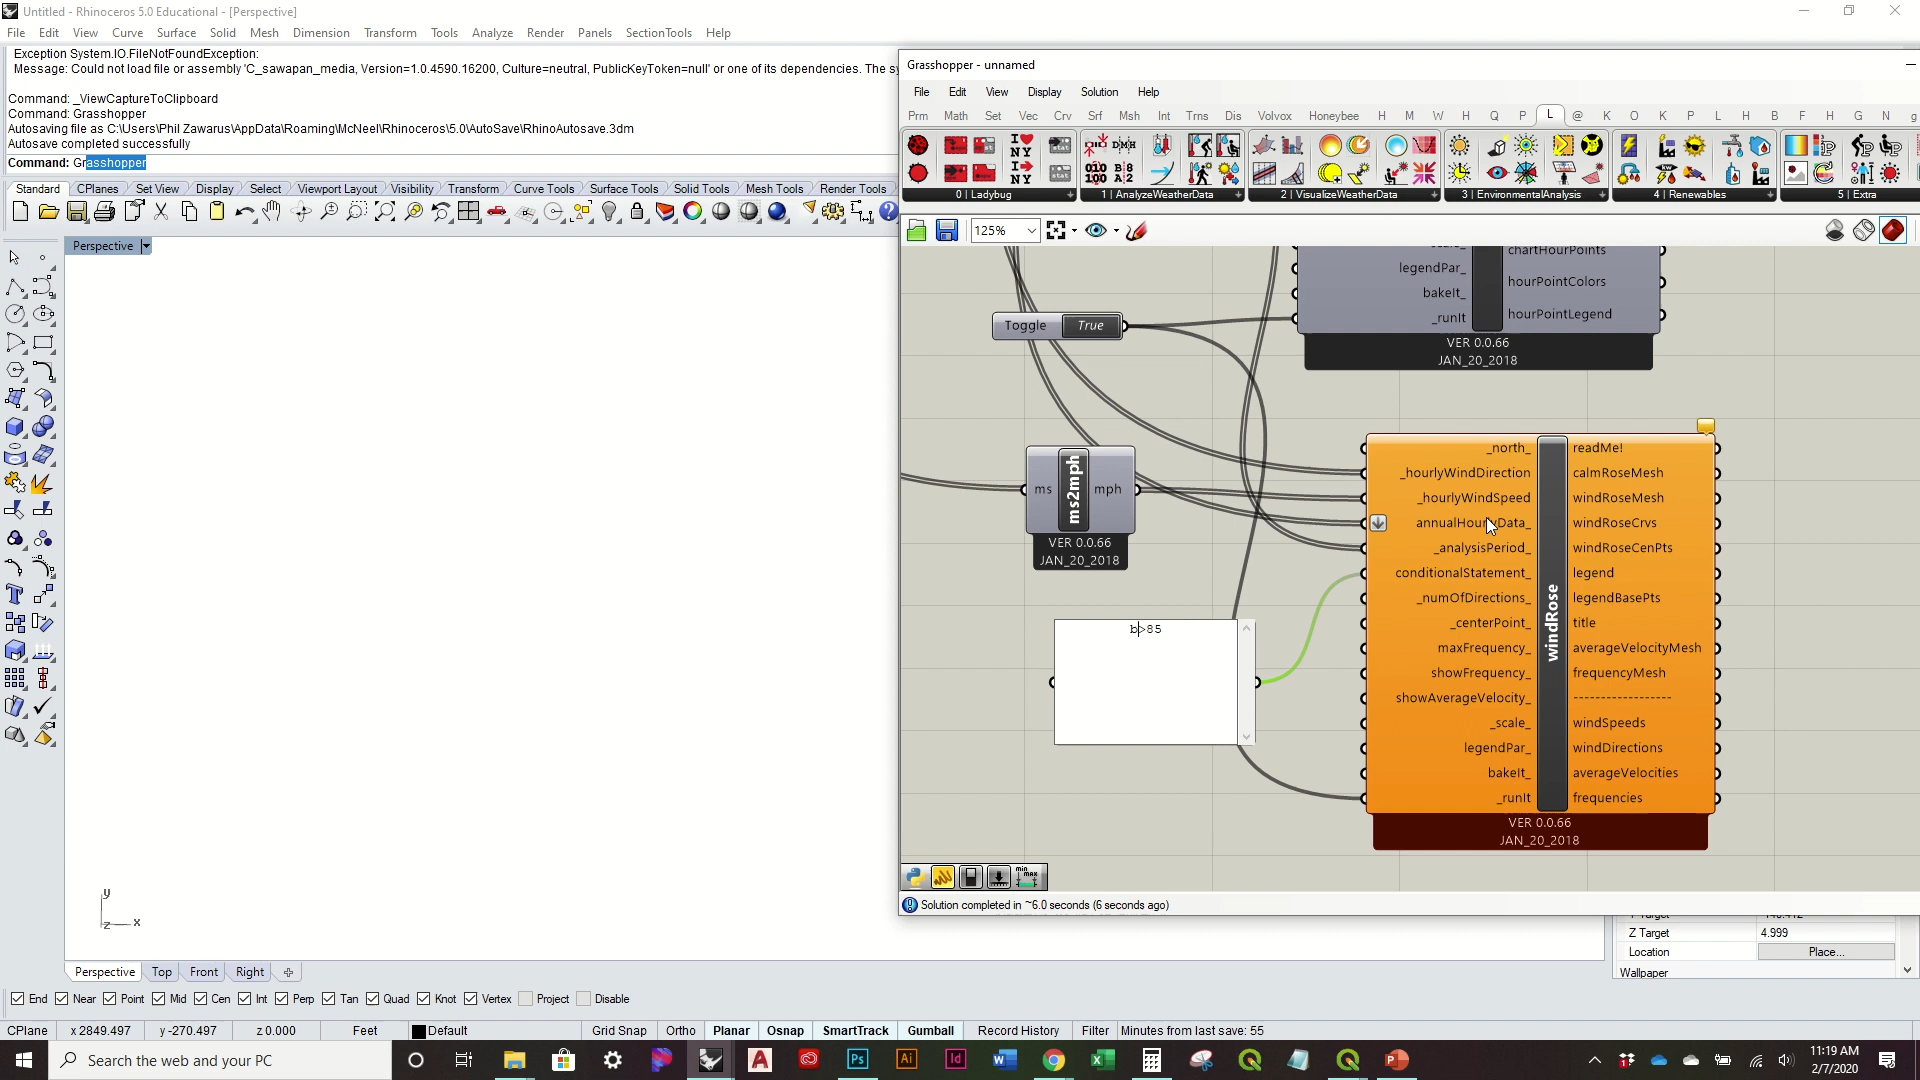 Untitled - Rhinoceros 5.0 Educational - [Perspective]
File Edit View Curve Surface Solid Mesh Dimension Transform Tools Analyze Render Panels SectionTools Help
Exception System.IO.FileNotFoundException:
Message: Could not load file or assembly 'C_sawapan_media, Version=1.0.4590.16200, Culture=neutral, PublicKeyToken=null' or one of its dependencies. The sy
Command: _ViewCaptureToClipboard
Command: Grasshopper
Autosaving file as C:\Users\Phil Zawarus\AppData\Roaming\McNeel\Rhinoceros\5.0\AutoSave\RhinoAutosave.3dm
Autosave completed successfully
Command: Grasshopper
Standard CPlanes Set View Display Select Viewport Layout Visibility Transform Curve Tools Surface Tools Solid Tools Mesh Tools Render Tools
Perspective
Grasshopper - unnamed
File Edit View Display Solution Help
Prm Math Set Vec Crv Srf Msh Int Trns Dis Volvox Honeybee H M W H Q P L @ K O K P L H B F H G N g
0 | Ladybug 1 | AnalyzeWeatherData 2 | VisualizeWeatherData 3 | EnvironmentalAnalysis 4 | Renewables 5 | Extra
125%
chartHourPoints
legendPar_
hourPointColors
bakeIt_
_runIt
hourPointLegend
VER 0.0.66
JAN_20_2018
Toggle True
ms ms2mph mph
VER 0.0.66
JAN_20_2018
b>85
windRose
_north_ readMe!
_hourlyWindDirection calmRoseMesh
_hourlyWindSpeed windRoseMesh
annualHourlyData_ windRoseCrvs
_analysisPeriod_ windRoseCenPts
conditionalStatement_ legend
_numOfDirections_ legendBasePts
_centerPoint_ title
maxFrequency_ averageVelocityMesh
showFrequency_ frequencyMesh
showAverageVelocity_ ------------------
_scale_ windSpeeds
legendPar_ windDirections
bakeIt_ averageVelocities
_runIt frequencies
VER 0.0.66
JAN_20_2018
Solution completed in ~6.0 seconds (6 seconds ago)
y
z x
Z Target 4.999
Location Place...
Wallpaper
Perspective Top Front Right
End Near Point Mid Cen Int Perp Tan Quad Knot Vertex Project Disable
CPlane x 2849.497 y -270.497 z 0.000 Feet Default Grid Snap Ortho Planar Osnap SmartTrack Gumball Record History Filter Minutes from last save: 55
Search the web and your PC
11:19 AM
2/7/2020